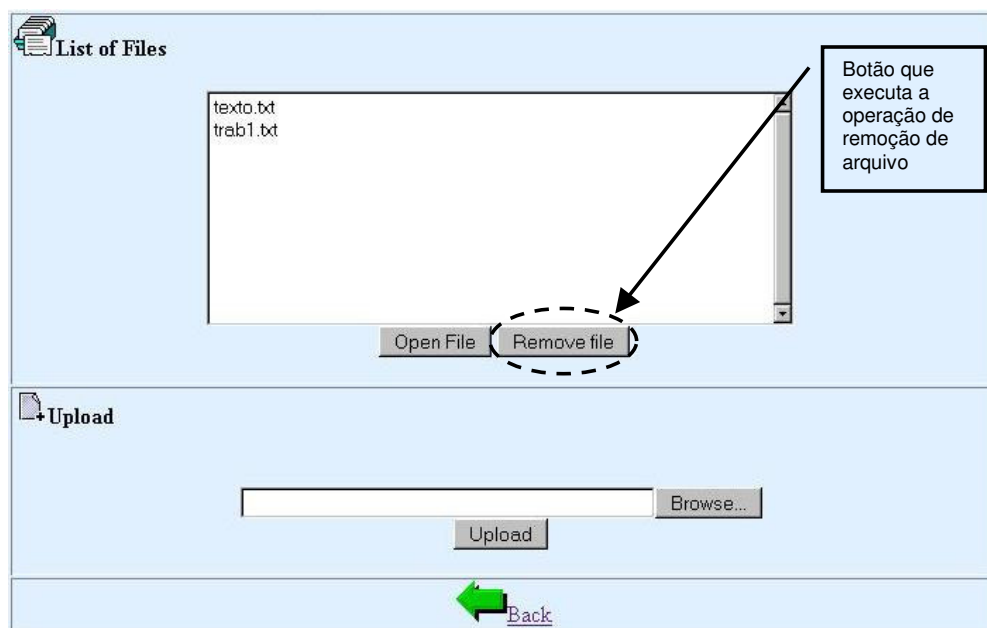 List of Files
Botão que
executa a
operação de
remoção de
arquivo
texto.txt
trab1.txt
Open File
Remove file
Upload
Browse...
Upload
Back